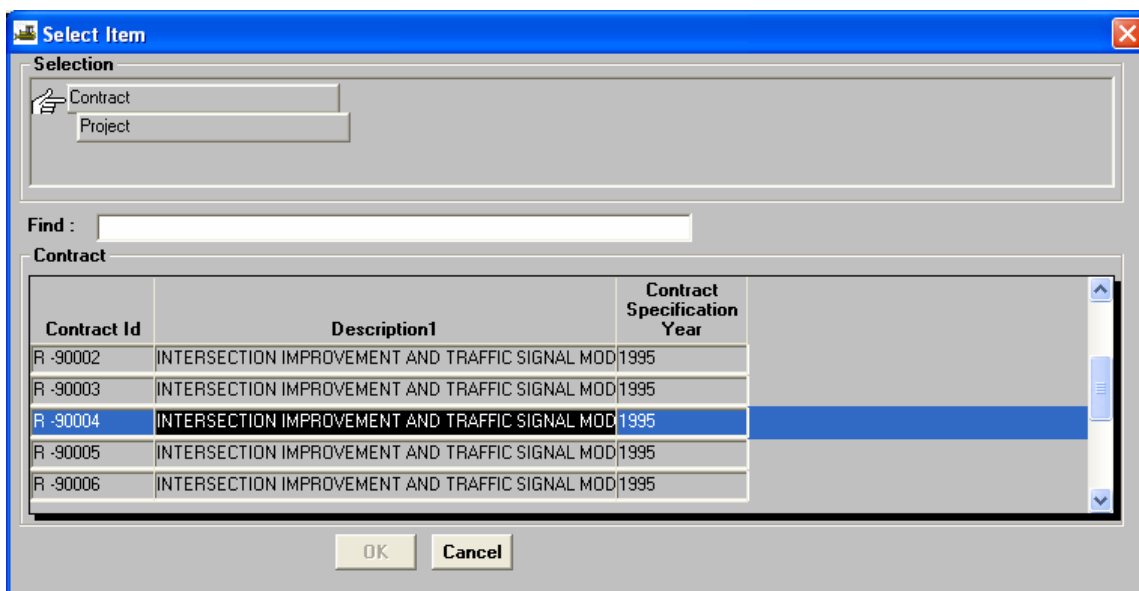 Select Item
Selection
Contract
Project
Find :
Contract
Contract Id Description1 Contract Specification Year
R -90002 INTERSECTION IMPROVEMENT AND TRAFFIC SIGNAL MOD 1995
R -90003 INTERSECTION IMPROVEMENT AND TRAFFIC SIGNAL MOD 1995
R -90004 INTERSECTION IMPROVEMENT AND TRAFFIC SIGNAL MOD 1995
R -90005 INTERSECTION IMPROVEMENT AND TRAFFIC SIGNAL MOD 1995
R -90006 INTERSECTION IMPROVEMENT AND TRAFFIC SIGNAL MOD 1995
OK Cancel